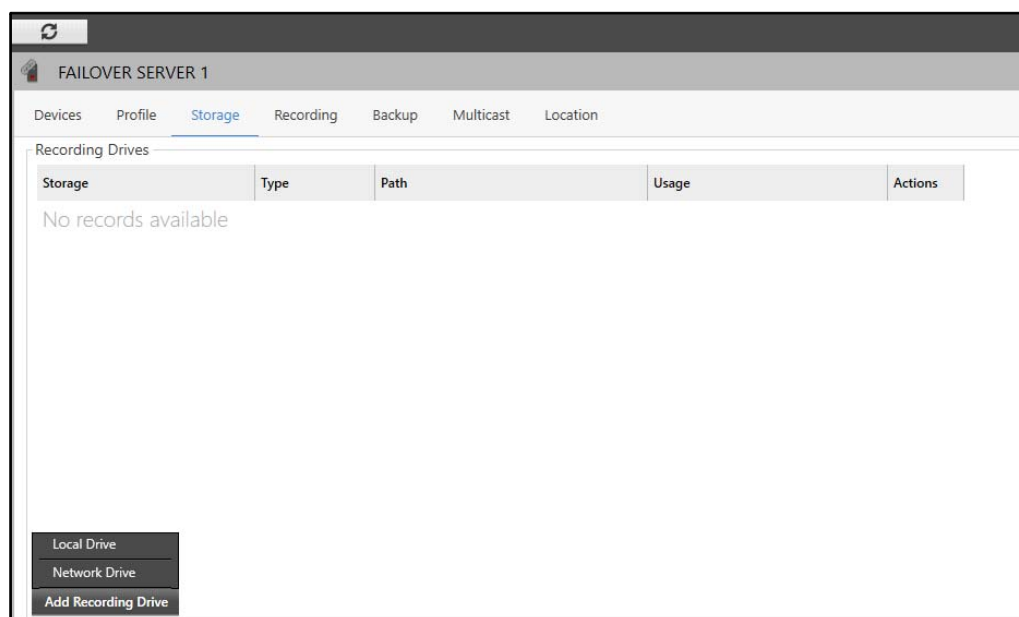 FAILOVER SERVER 1
Devices Profile Storage Recording Backup Multicast Location
Recording Drives
Storage Type Path Usage Actions
No records available
Local Drive
Network Drive
Add Recording Drive